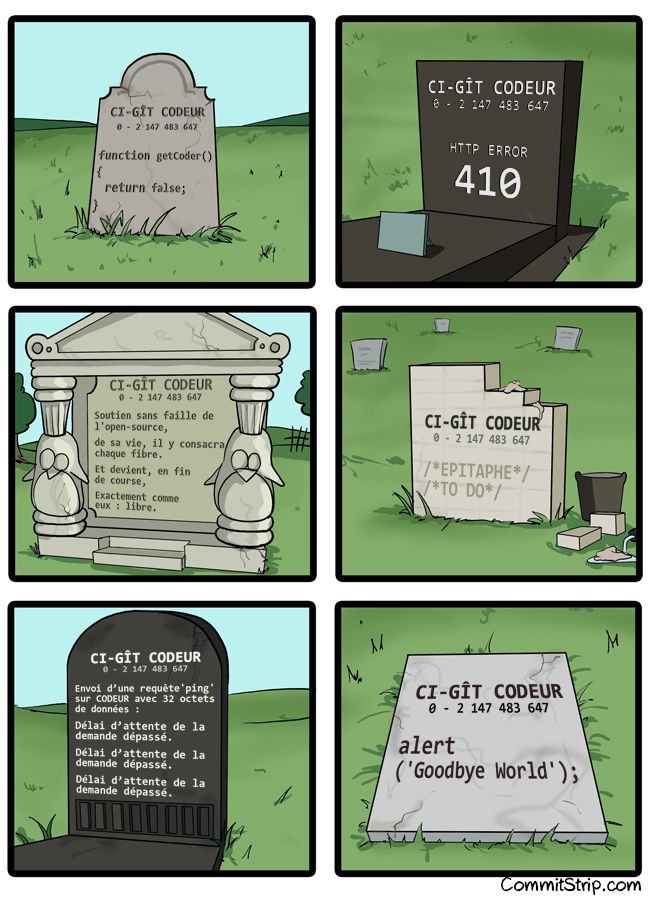 CI-GÎT CODEUR
0 - 2 147 483 647
function getCoder()
{
return false;
}
CI-GÎT CODEUR
0 - 2 147 483 647
HTTP ERROR
410
CI-GÎT CODEUR
0 - 2 147 483 647
Soutien sans faille de
l'open-source,
de sa vie, il y consacra
chaque fibre.
Et devient, en fin
de course,
Exactement comme
eux : libre.
CI-GÎT CODEUR
0 - 2 147 483 647
/*EPITAPHE*/
/*TO DO*/
CI-GÎT CODEUR
0 - 2 147 483 647
Envoi d'une requête'ping'
sur CODEUR avec 32 octets
de données :
Délai d'attente de la
demande dépassé.
Délai d'attente de la
demande dépassé.
Délai d'attente de la
demande dépassé.
CI-GÎT CODEUR
0 - 2 147 483 647
alert
('Goodbye World');
CommitStrip.com